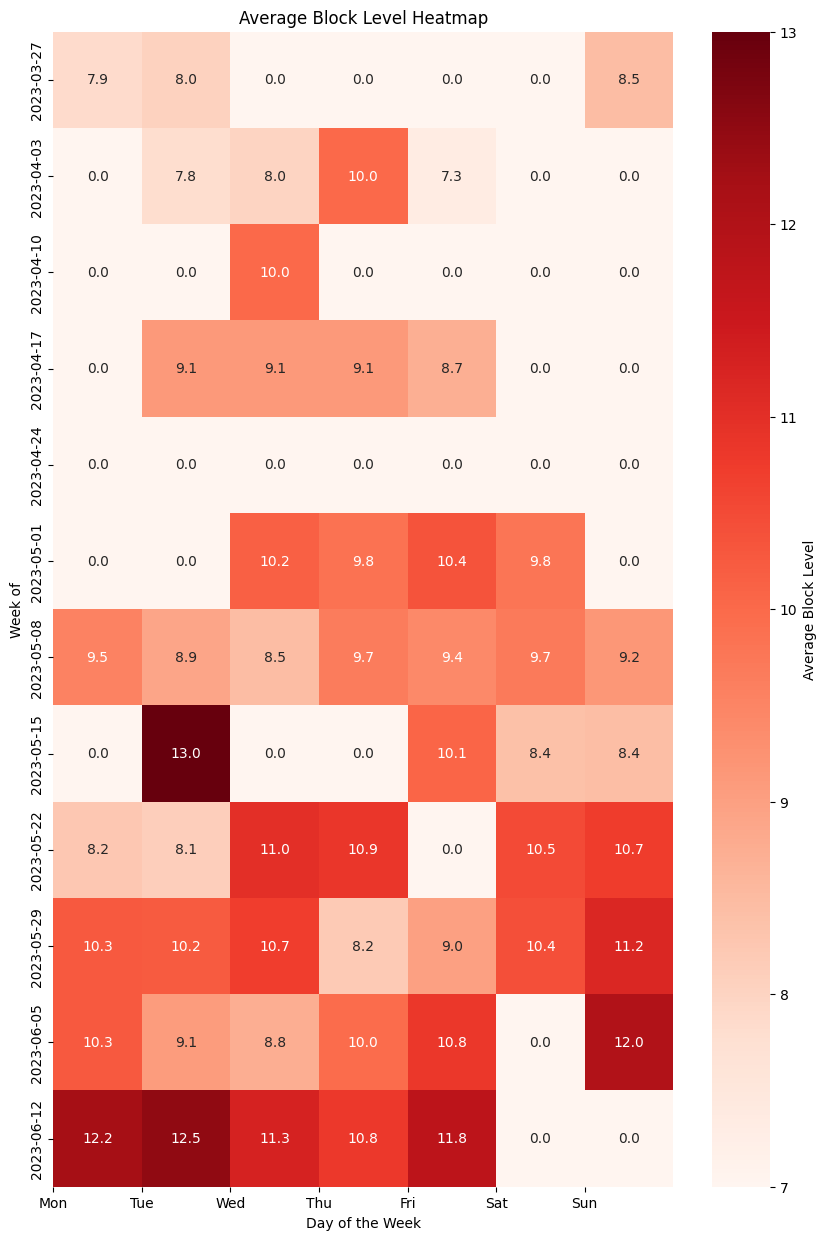 Average Block Level Heatmap
Week of
2023-03-27 7.9 8.0 0.0 0.0 0.0 0.0 8.5
2023-04-03 0.0 7.8 8.0 10.0 7.3 0.0 0.0
2023-04-10 0.0 0.0 10.0 0.0 0.0 0.0 0.0
2023-04-17 0.0 9.1 9.1 9.1 8.7 0.0 0.0
2023-04-24 0.0 0.0 0.0 0.0 0.0 0.0 0.0
2023-05-01 0.0 0.0 10.2 9.8 10.4 9.8 0.0
2023-05-08 9.5 8.9 8.5 9.7 9.4 9.7 9.2
2023-05-15 0.0 13.0 0.0 0.0 10.1 8.4 8.4
2023-05-22 8.2 8.1 11.0 10.9 0.0 10.5 10.7
2023-05-29 10.3 10.2 10.7 8.2 9.0 10.4 11.2
2023-06-05 10.3 9.1 8.8 10.0 10.8 0.0 12.0
2023-06-12 12.2 12.5 11.3 10.8 11.8 0.0 0.0
Mon Tue Wed Thu Fri Sat Sun
Day of the Week
13
12
11
10
9
8
7
Average Block Level